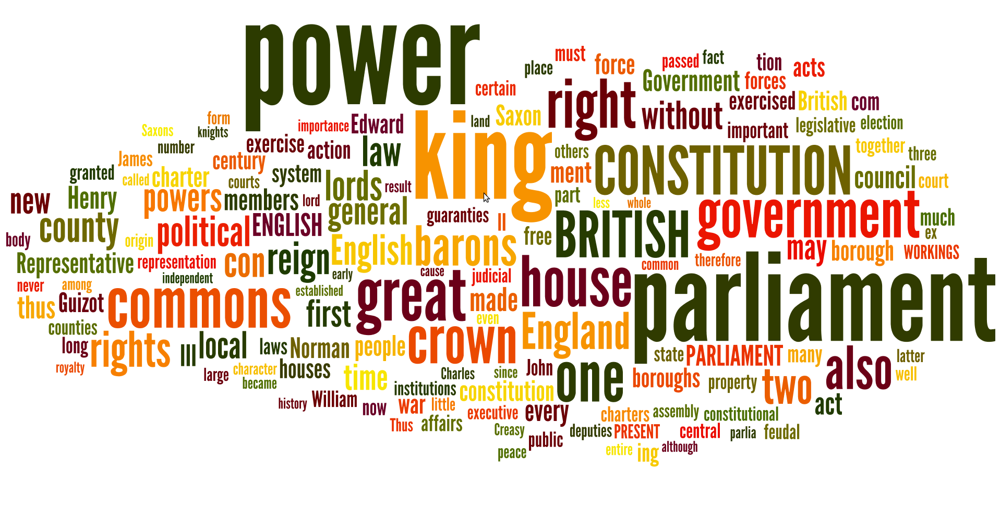 power
must
place
force
passed
fact
tion
acts
certain
right
Government
forces
exercised
British
com
form
Saxons
knights
importance
Edward
king
land
Saxon
without
important
legislative
election
number
exercise
action
law
others
CONSTITUTION
together
three
James
century
granted
called
charter
courts
system
lords
result
ment
council
court
new
Henry
powers
members
lord
general
part
less
whole
government
much
county
political
ENGLISH
guaranties
II
free
BRITISH
ex
body
origin
English
barons
may
borough
WORKINGS
Representative
representation
con
reign
early
cause
judicial
house
common
therefore
parliament
independent
never
among
established
great
made
thus
Guizot
commons
first
even
England
counties
crown
long
rights
III
local
laws
Norman
people
state
PARLIAMENT
many
also
latter
royalty
large
character
houses
time
Charles
since
John
one
boroughs
property
two
well
became
institutions
constitution
act
history
William
now
war
little
executive
every
charters
assembly
constitutional
Thus
affairs
Creasy
public
deputies
PRESENT
central
parlia
feudal
peace
entire
ing
although